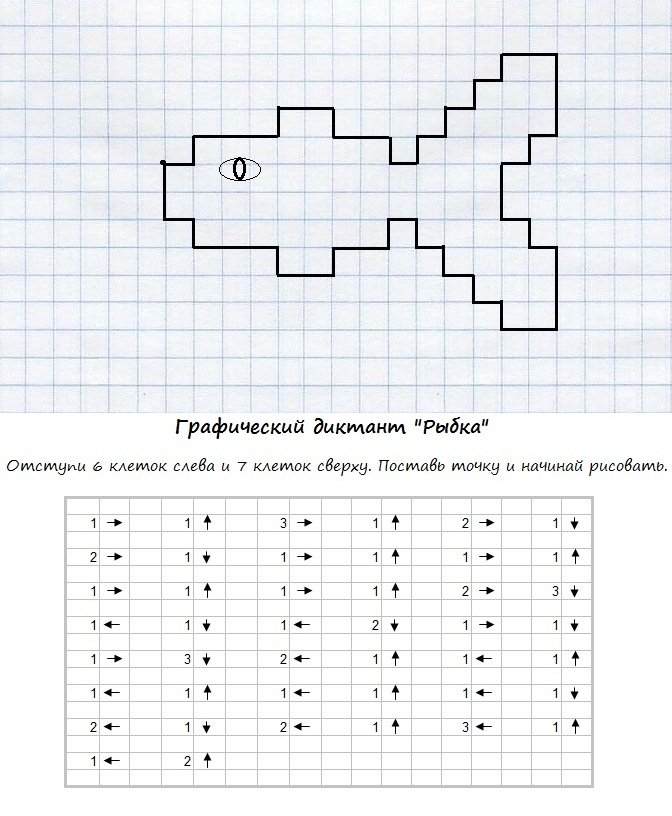 Графический диктант "Рыбка"
Отступи 6 клеток слева и 7 клеток сверху. Поставь точку и начинай рисовать.
1 → 1 ↑ 3 → 1 ↑ 2 → 1 ↓
2 → 1 ↓ 1 → 1 ↑ 1 → 1 ↑
1 → 1 ↑ 1 → 1 ↑ 2 → 3 ↓
1 ← 1 ↓ 1 ← 2 ↓ 1 → 1 ↓
1 → 3 ↓ 2 ← 1 ↑ 1 ← 1 ↑
1 ← 1 ↑ 1 ← 1 ↑ 1 ← 1 ↓
2 ← 1 ↓ 2 ← 1 ↑ 3 ← 1 ↑
1 ← 2 ↑